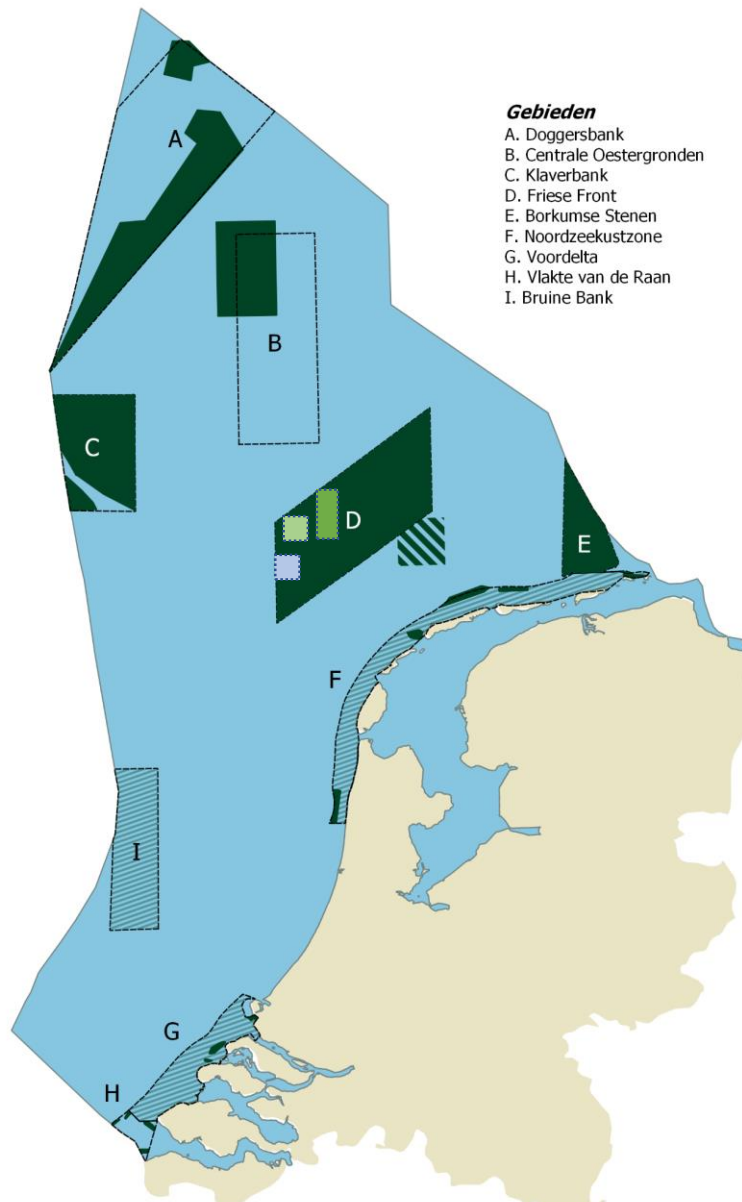 Gebieden
A. Doggersbank
B. Centrale Oestergronden
C. Klaverbank
D. Friese Front
E. Borkumse Stenen
F. Noordzeekustzone
G. Voordelta
H. Vlakte van de Raan
I. Bruine Bank
A
B
C
D
E
F
I
G
H